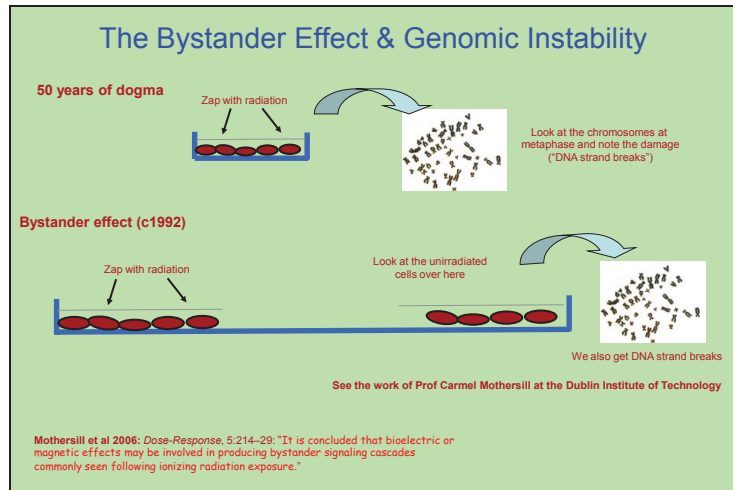 The Bystander Effect & Genomic Instability
50 years of dogma
Zap with radiation
Look at the chromosomes at
metaphase and note the damage
("DNA strand breaks")
Bystander effect (c1992)
Zap with radiation
Look at the unirradiated
cells over here
We also get DNA strand breaks
See the work of Prof Carmel Mothersill at the Dublin Institute of Technology
Mothersill et al 2006: Dose-Response, 5:214–29: "It is concluded that bioelectric or
magnetic effects may be involved in producing bystander signaling cascades
commonly seen following ionizing radiation exposure."